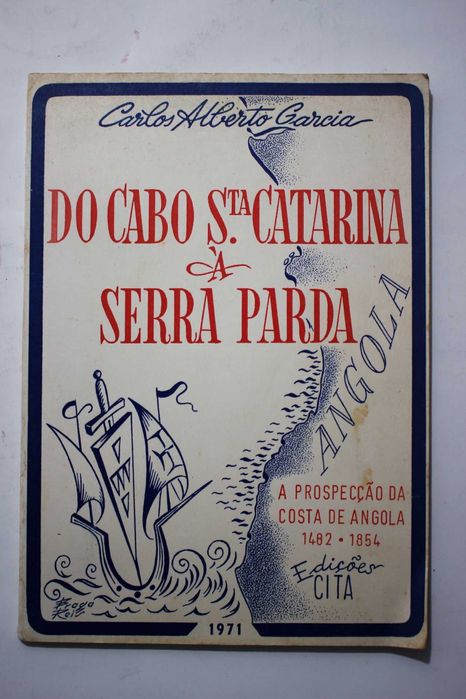 Carlos Alberto Garcia
DO CABO S.TA CATARINA
À
SERRA PARDA
ANGOLA
A PROSPECÇÃO DA
COSTA DE ANGOLA
1482 • 1854
Edições
CITA
1971